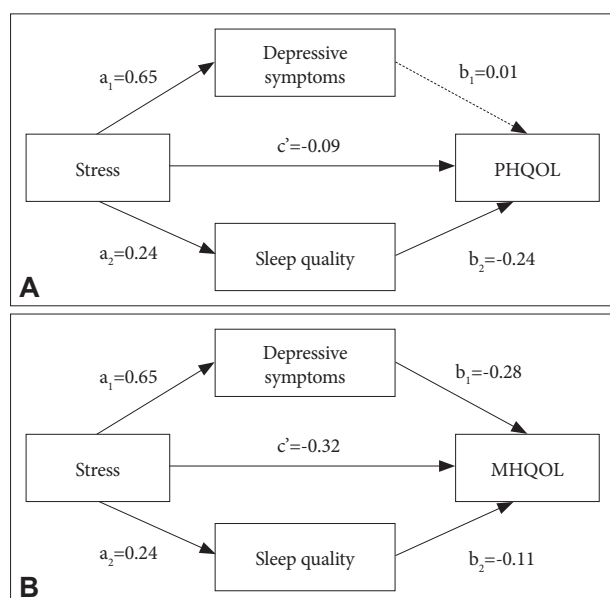 Depressive
symptoms
a₁=0.65
b₁=0.01
c’=-0.09
Stress
PHQOL
a₂=0.24
Sleep quality
b₂=-0.24
A
Depressive
symptoms
a₁=0.65
b₁=-0.28
c’=-0.32
Stress
MHQOL
a₂=0.24
Sleep quality
b₂=-0.11
B